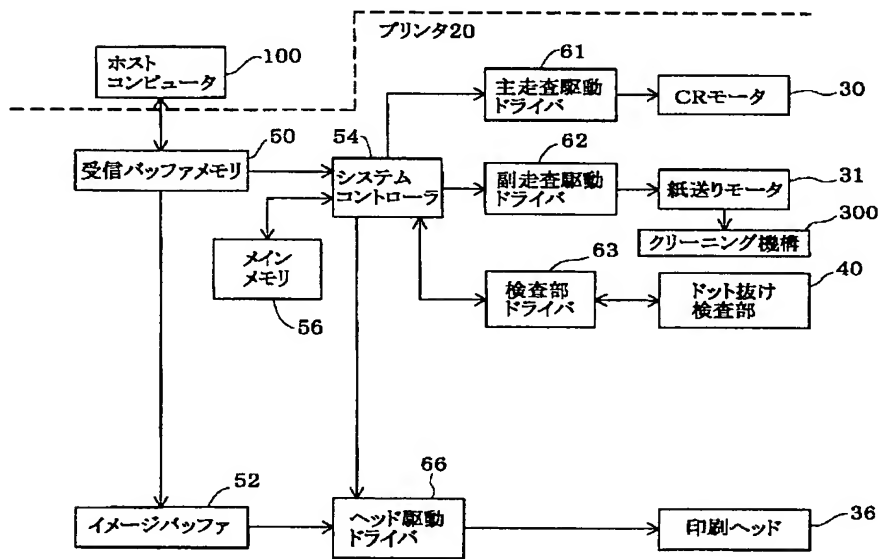 プリンタ20
ホスト
コンピュータ
100
61
主走査駆動
ドライバ
CRモータ
30
50
受信バッファメモリ
54
システム
コントローラ
62
副走査駆動
ドライバ
紙送りモータ
31
300
クリーニング機構
メイン
メモリ
56
63
検査部
ドライバ
ドット抜け
検査部
40
52
イメージバッファ
66
ヘッド駆動
ドライバ
印刷ヘッド
36